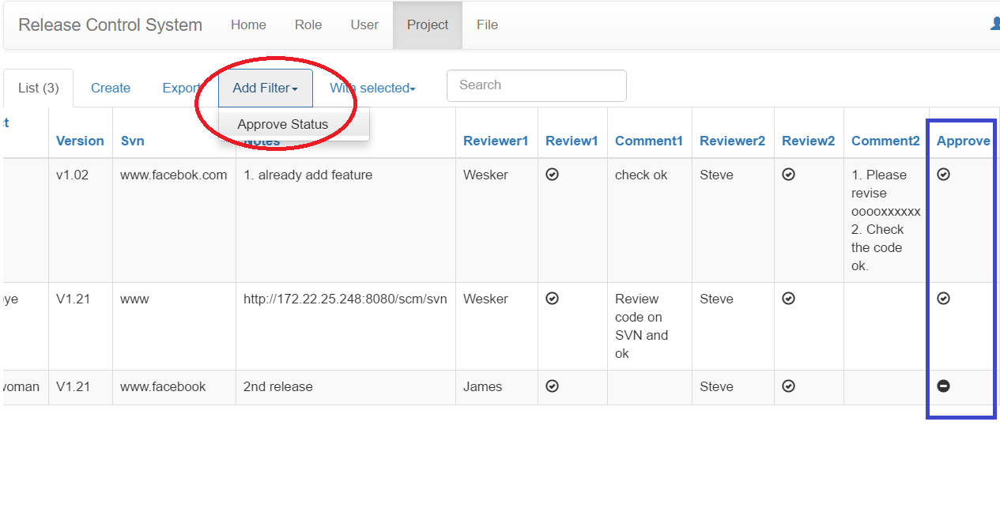 Release Control System Home Role User Project File
List (3) Create Export Add Filter With selected Search
Approve Status
Version Svn Notes Reviewer1 Review1 Comment1 Reviewer2 Review2 Comment2 Approve
v1.02 www.facebok.com 1. already add feature Wesker check ok Steve 1. Please
revise
ooooxxxxxx
2. Check
the code
ok.
V1.21 www http://172.22.25.248:8080/scm/svn Wesker Review Steve
code on
SVN and
ok
V1.21 www.facebook 2nd release James Steve